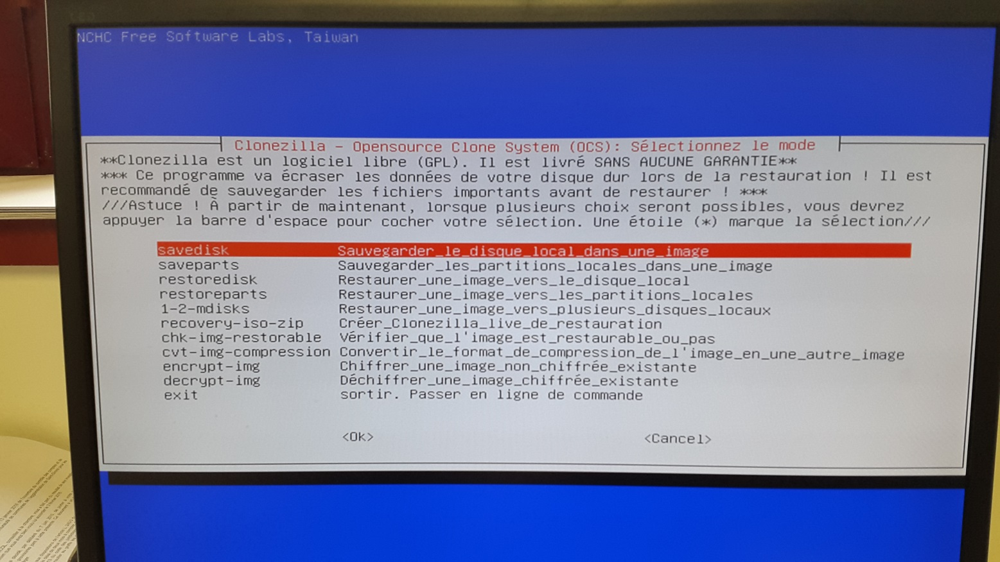 NCHC Free Software Labs, Taiwan
Clonezilla - Opensource Clone System (OCS): Sélectionnez le mode
**Clonezilla est un logiciel libre (GPL). Il est livré SANS AUCUNE GARANTIE**
*** Ce programme va écraser les données de votre disque dur lors de la restauration ! Il est
recommandé de sauvegarder les fichiers importants avant de restaurer ! ***
///Astuce ! À partir de maintenant, lorsque plusieurs choix seront possibles, vous devrez
appuyer la barre d'espace pour cocher votre sélection. Une étoile (*) marque la sélection///
savedisk Sauvegarder_le_disque_local_dans_une_image
saveparts Sauvegarder_les_partitions_locales_dans_une_image
restoredisk Restaurer_une_image_vers_le_disque_local
restoreparts Restaurer_une_image_vers_les_partitions_locales
1-2-mdisks Restaurer_une_image_vers_plusieurs_disques_locaux
recovery-iso-zip Créer_Clonezilla_live_de_restauration
chk-img-restorable Vérifier_que_l'image_est_restaurable_ou_pas
cvt-img-compression Convertir_le_format_de_compression_de_l'image_en_une_autre_image
encrypt-img Chiffrer_une_image_non_chiffrée_existante
decrypt-img Déchiffrer_une_image_chiffrée_existante
exit sortir. Passer en ligne de commande
<Ok> <Cancel>